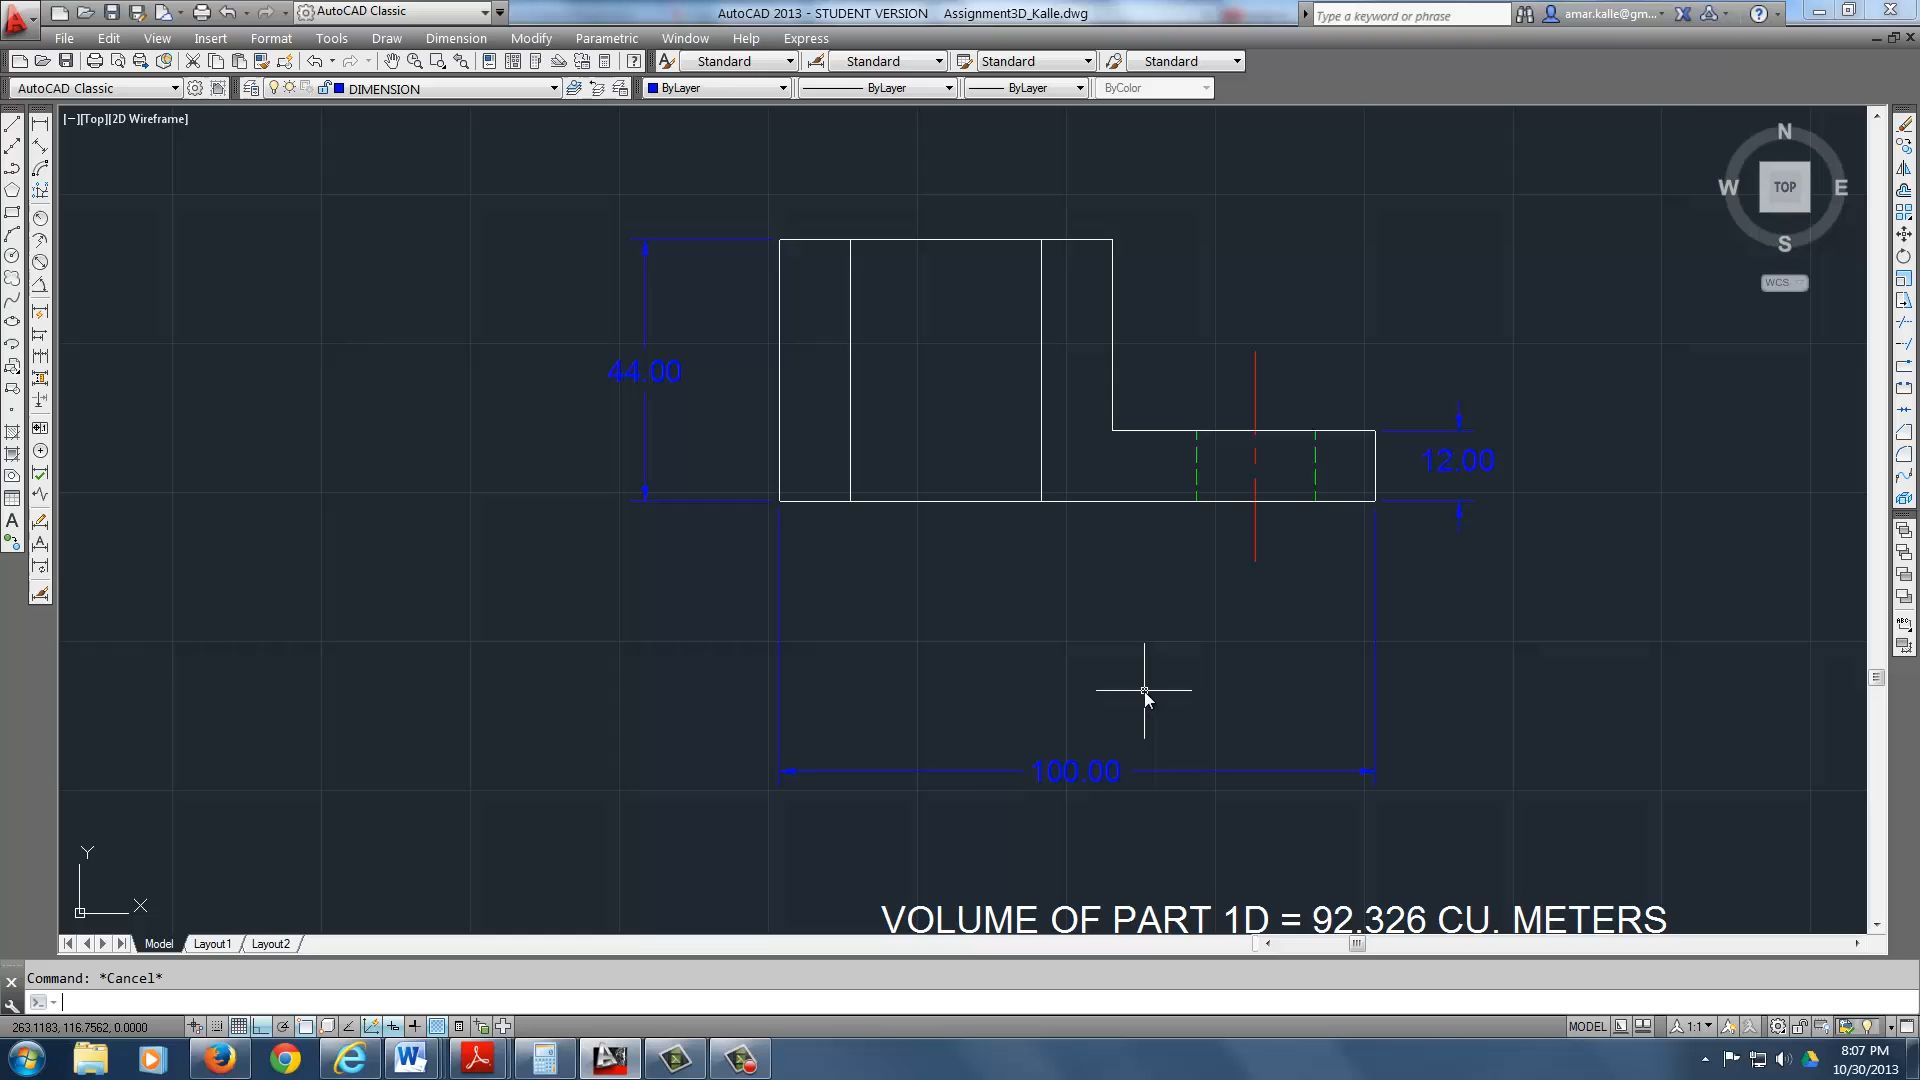 AutoCAD Classic
AutoCAD 2013 - STUDENT VERSION Assignment3D_Kalle.dwg
Type a keyword or phrase
amar.kalle@gm...
File Edit View Insert Format Tools Draw Dimension Modify Parametric Window Help Express
Standard Standard Standard Standard
AutoCAD Classic DIMENSION ByLayer ByLayer ByLayer ByColor
[−][Top][2D Wireframe]
N
W TOP E
S
WCS
44.00
12.00
100.00
Y
X
VOLUME OF PART 1D = 92.326 CU. METERS
Model Layout1 Layout2
Command: *Cancel*
263.1183, 116.7562, 0.0000
MODEL 1:1
8:07 PM
10/30/2013